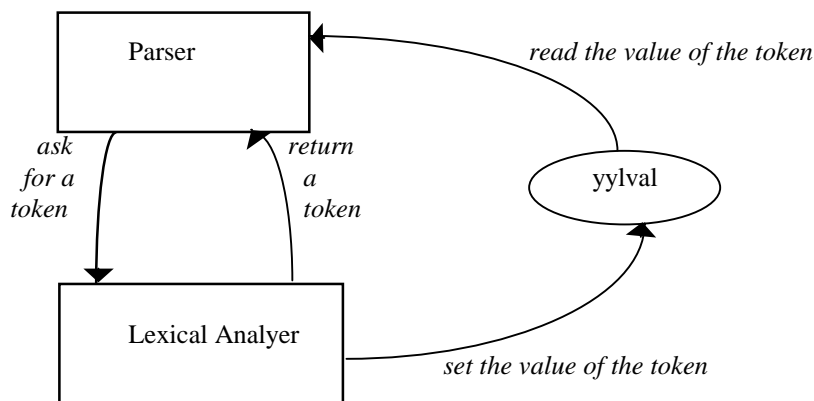 Parser
read the value of the token
ask
for a
token
return
a
token
yylval
Lexical Analyer
set the value of the token